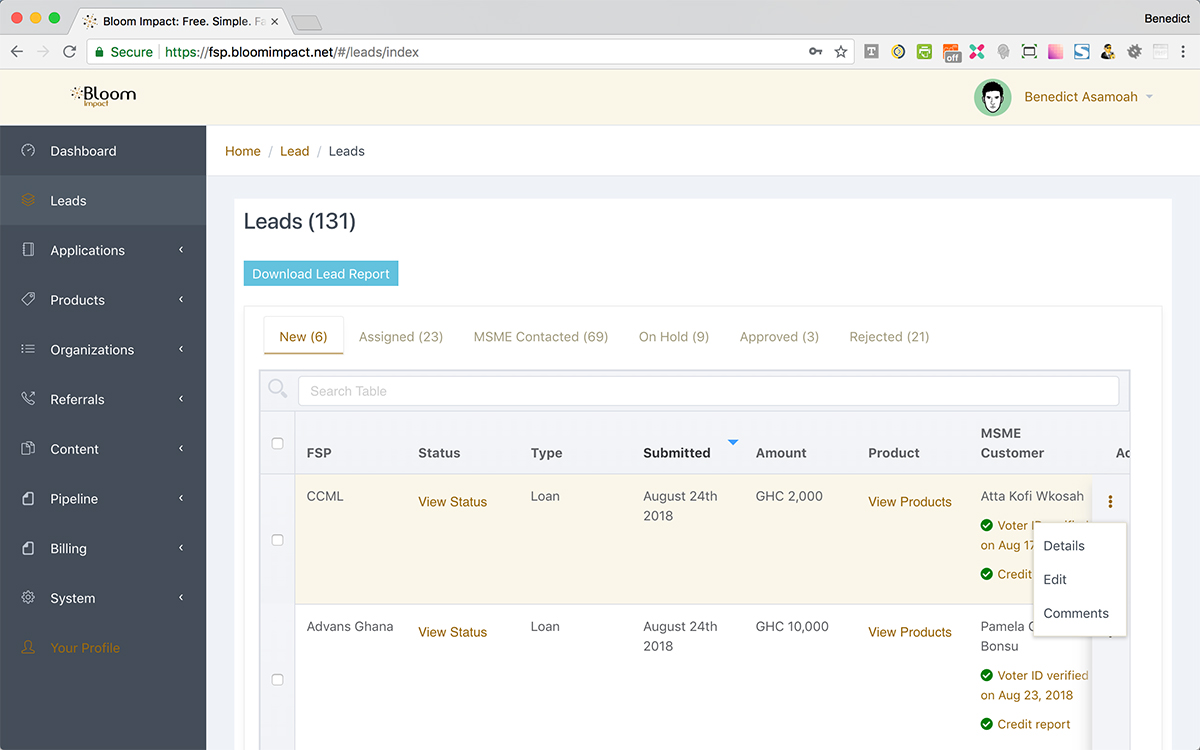 Bloom Impact: Free. Simple. Fa
Benedict
Secure
https://fsp.bloomimpact.net/#/leads/index
off
Bloom
Impact
Benedict Asamoah
Dashboard
Leads
Applications
Products
Organizations
Referrals
Content
Pipeline
Billing
System
Your Profile
Home / Lead / Leads
Leads (131)
Download Lead Report
New (6) Assigned (23) MSME Contacted (69) On Hold (9) Approved (3) Rejected (21)
Search Table
FSP Status Type Submitted Amount Product MSME Customer
CCML View Status Loan August 24th 2018 GHC 2,000 View Products Atta Kofi Wkosah
Voter ID
on Aug 17
Credit
Details
Edit
Comments
Advans Ghana View Status Loan August 24th 2018 GHC 10,000 View Products Pamela
Bonsu
Voter ID verified
on Aug 23, 2018
Credit report